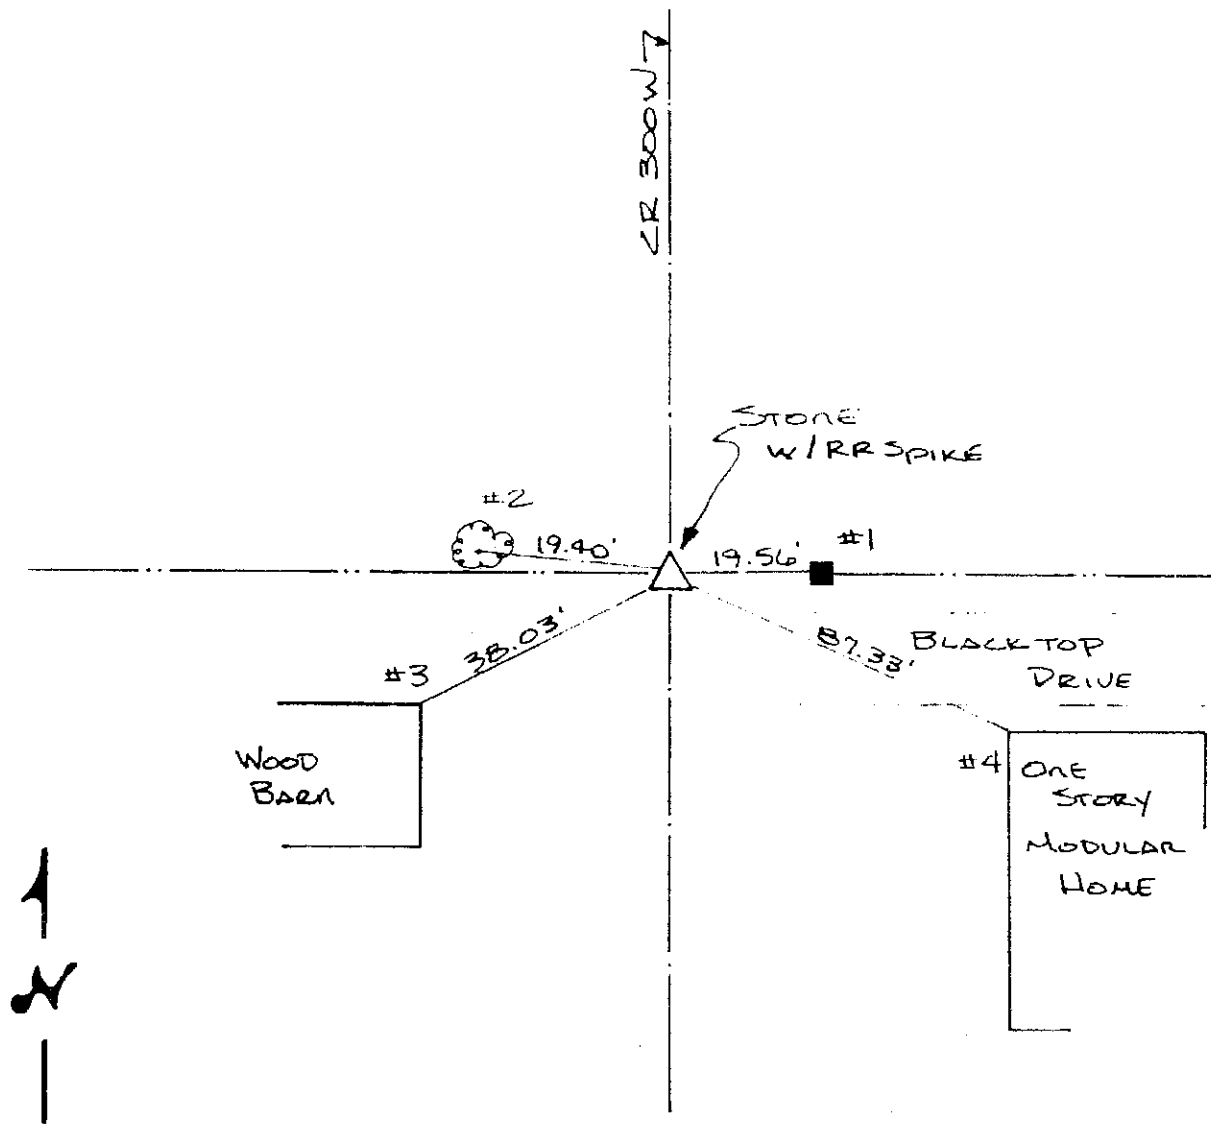 CR 300W
STONE
W/RR SPIKE
#2
19.40'
19.56'
#1
38.03'
87.33'
BLACKTOP
DRIVE
#3
WOOD
BARN
#4
ONE
STORY
MODULAR
HOME
N